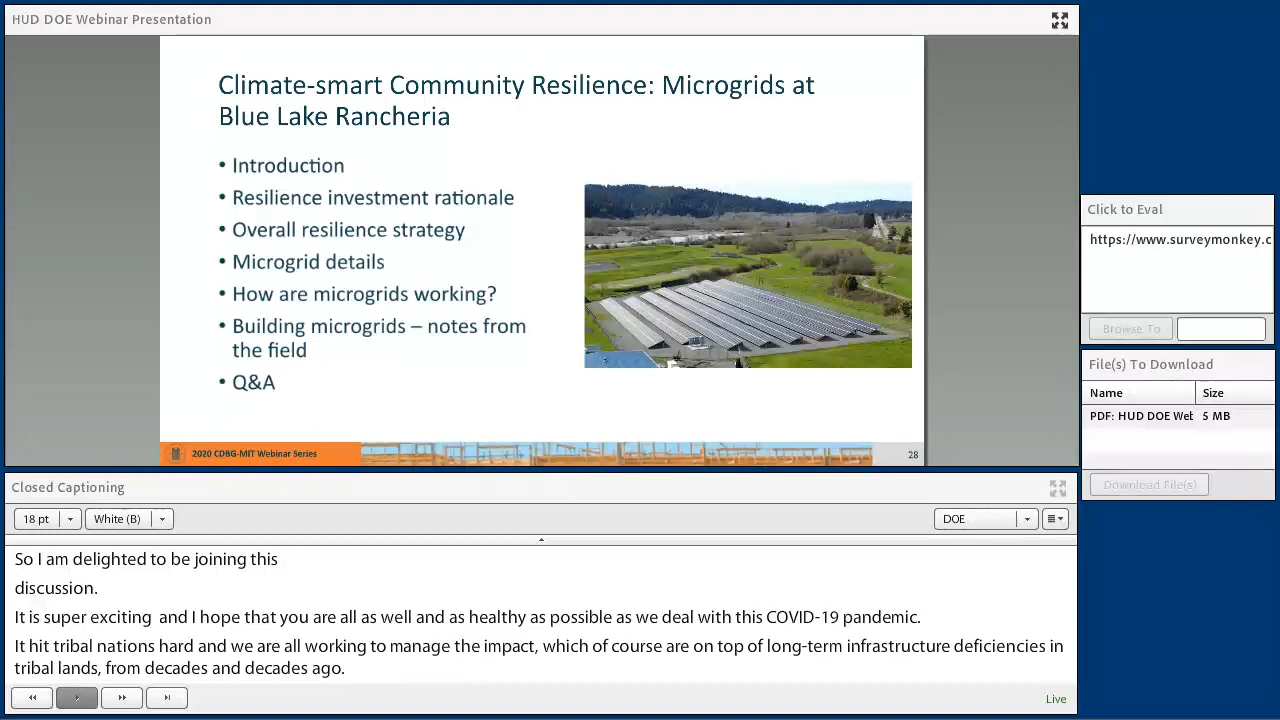 HUD DOE Webinar Presentation
Climate-smart Community Resilience: Microgrids at
Blue Lake Rancheria
• Introduction
• Resilience investment rationale
• Overall resilience strategy
• Microgrid details
• How are microgrids working?
• Building microgrids – notes from
the field
• Q&A
2020 CDBG-MIT Webinar Series
28
Click to Eval
https://www.surveymonkey.c
Browse To
File(s) To Download
Name Size
PDF: HUD DOE Wel 5 MB
Download File(s)
Closed Captioning
18 pt White (B) DOE
So I am delighted to be joining this
discussion.
It is super exciting and I hope that you are all as well and as healthy as possible as we deal with this COVID-19 pandemic.
It hit tribal nations hard and we are all working to manage the impact, which of course are on top of long-term infrastructure deficiencies in
tribal lands, from decades and decades ago.
Live